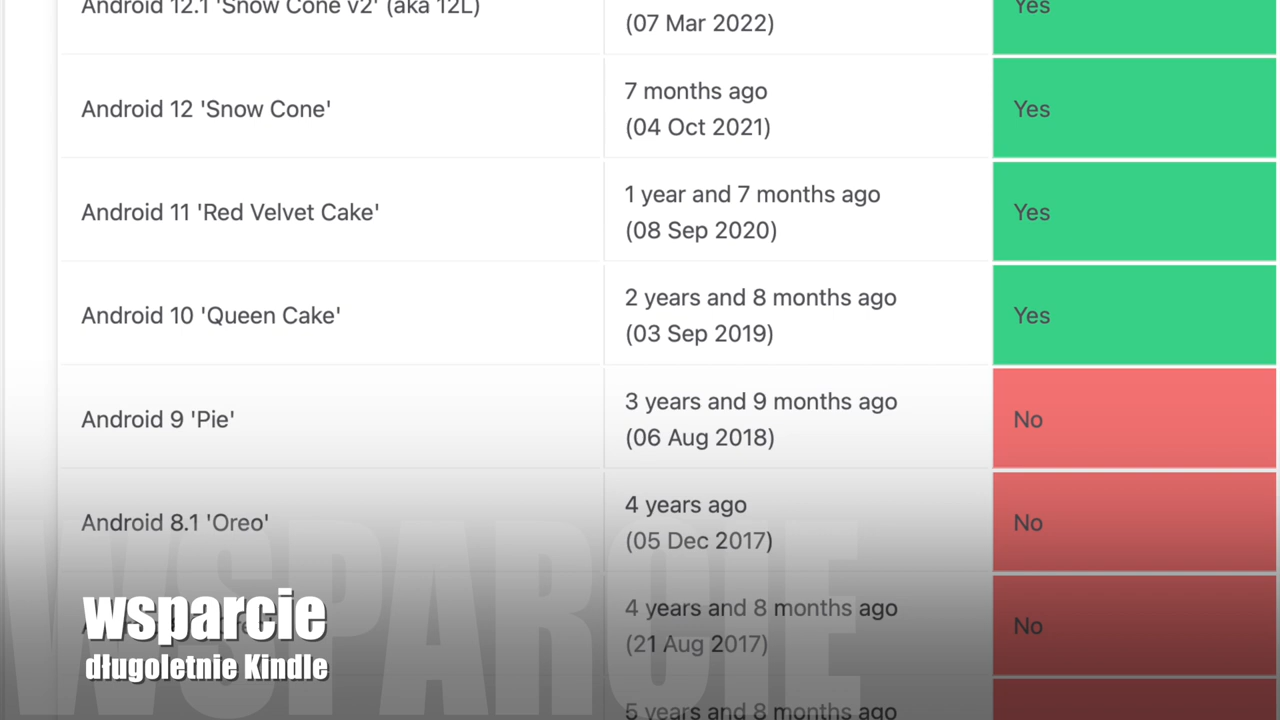 Android 12.1 'Snow Cone v2' (aka 12L)
(07 Mar 2022)
Yes
Android 12 'Snow Cone'
7 months ago
(04 Oct 2021)
Yes
Android 11 'Red Velvet Cake'
1 year and 7 months ago
(08 Sep 2020)
Yes
Android 10 'Queen Cake'
2 years and 8 months ago
(03 Sep 2019)
Yes
Android 9 'Pie'
3 years and 9 months ago
(06 Aug 2018)
No
Android 8.1 'Oreo'
4 years ago
(05 Dec 2017)
No
4 years and 8 months ago
(21 Aug 2017)
No
5 years and 8 months ago
WSPARCIE
wsparcie
długoletnie Kindle